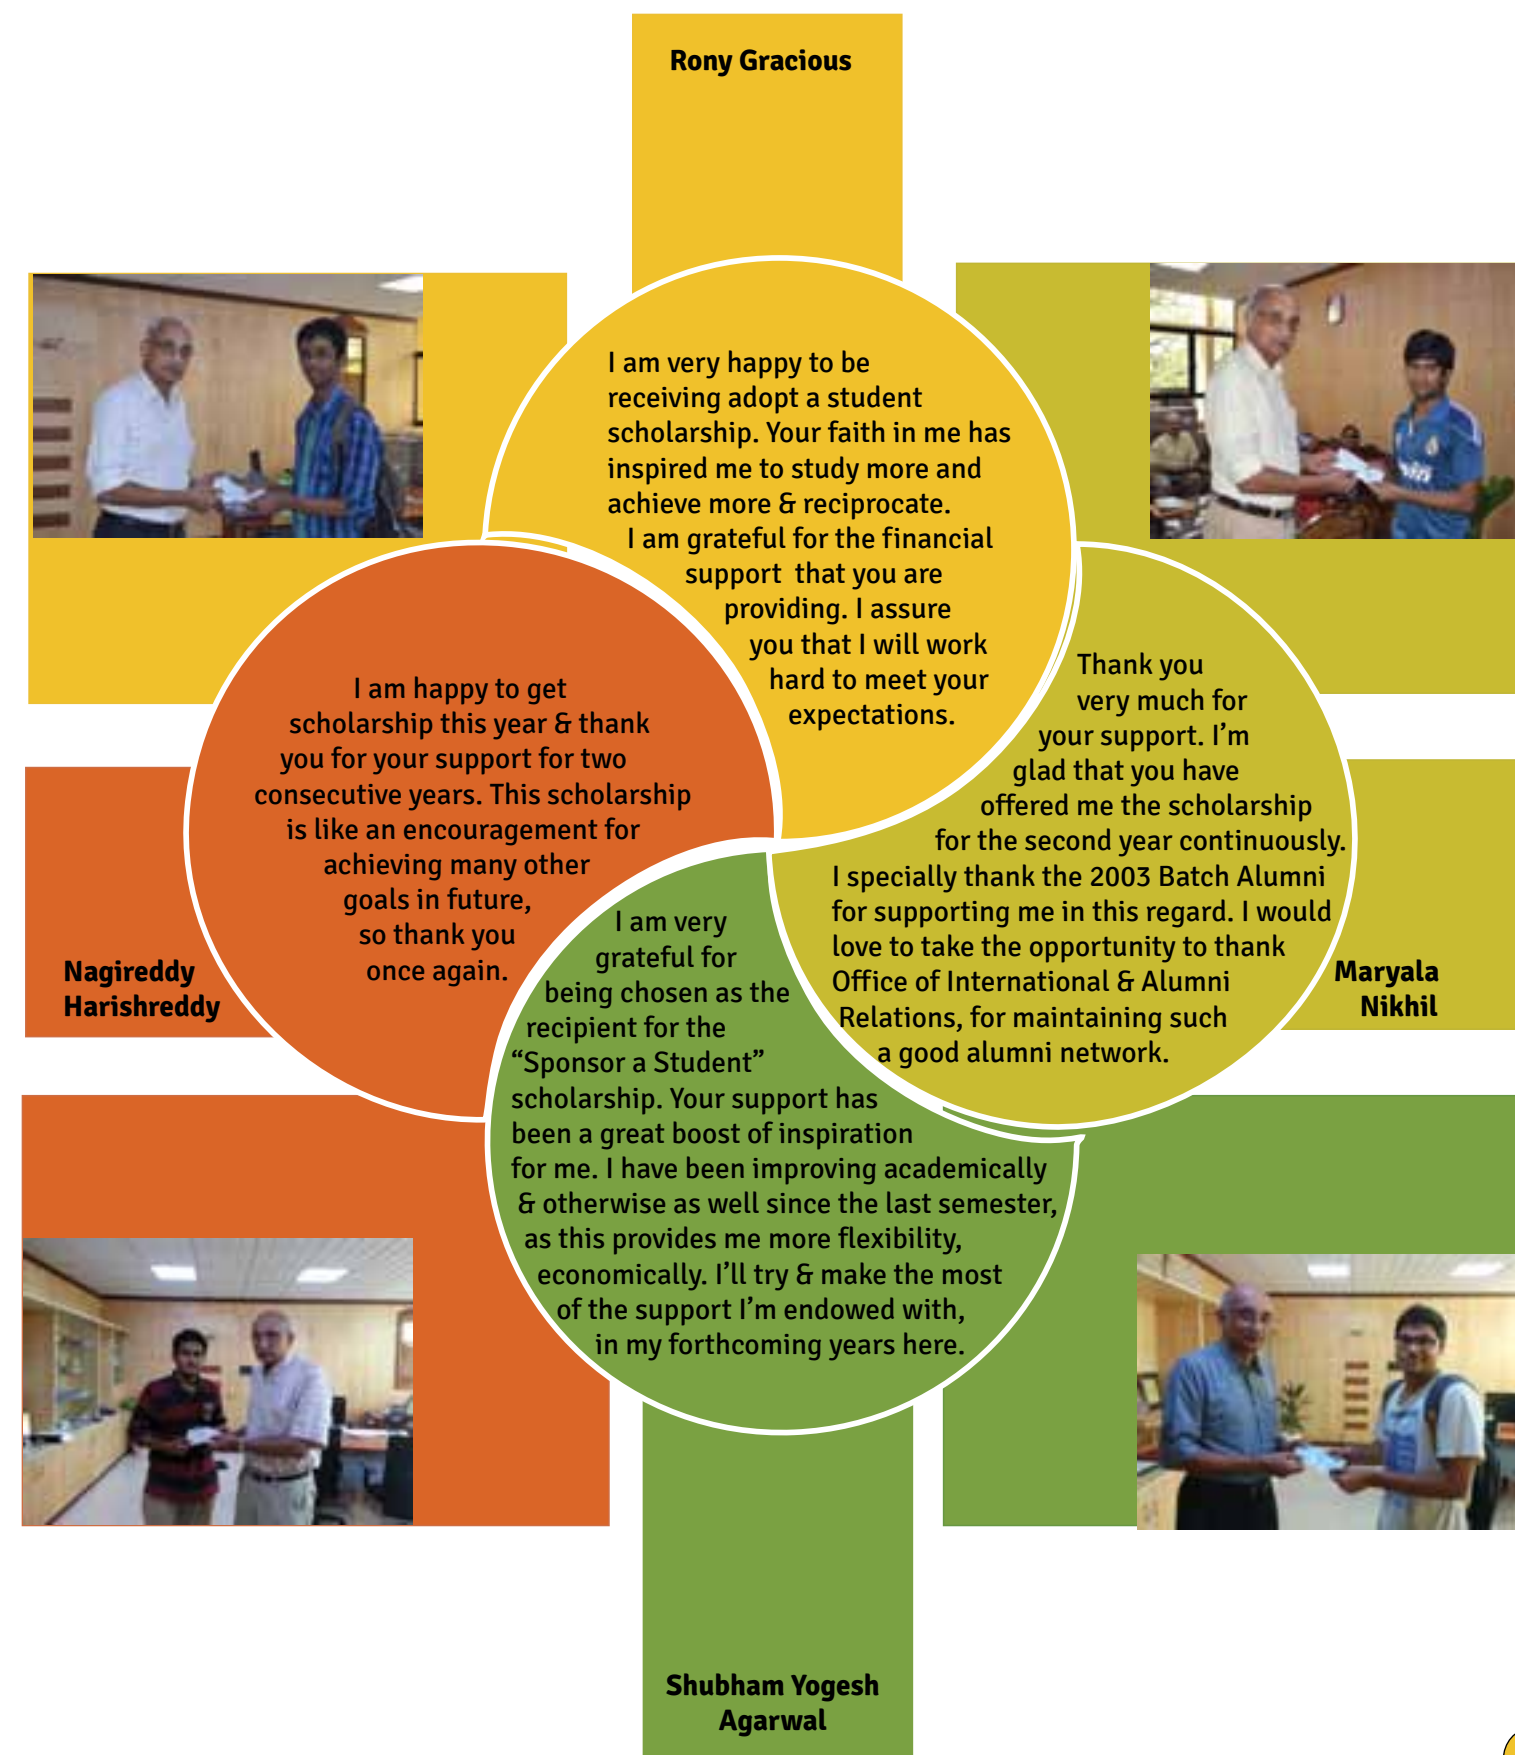 Rony Gracious
I am very happy to be
receiving adopt a student
scholarship. Your faith in me has
inspired me to study more and
achieve more & reciprocate.
I am grateful for the financial
support that you are
providing. I assure
you that I will work
hard to meet your
expectations.
I am happy to get
scholarship this year & thank
you for your support for two
consecutive years. This scholarship
is like an encouragement for
achieving many other
goals in future,
so thank you
once again.
Nagireddy
Harishreddy
Thank you
very much for
your support. I’m
glad that you have
offered me the scholarship
for the second year continuously.
I specially thank the 2003 Batch Alumni
for supporting me in this regard. I would
love to take the opportunity to thank
Office of International & Alumni
Relations, for maintaining such
a good alumni network.
Maryala
Nikhil
I am very
grateful for
being chosen as the
recipient for the
“Sponsor a Student”
scholarship. Your support has
been a great boost of inspiration
for me. I have been improving academically
& otherwise as well since the last semester,
as this provides me more flexibility,
economically. I’ll try & make the most
of the support I’m endowed with,
in my forthcoming years here.
Shubham Yogesh
Agarwal